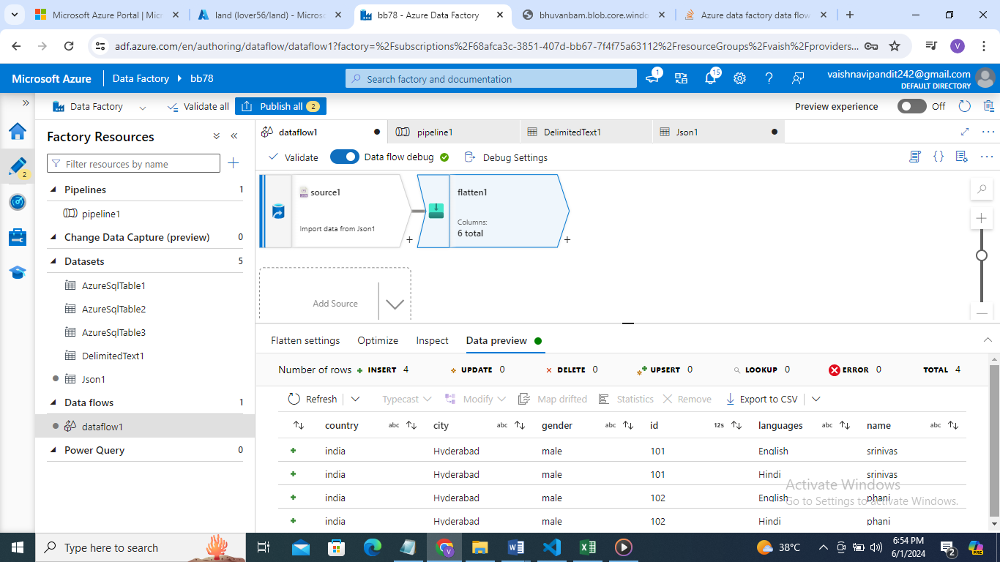 Microsoft Azure Portal | Micr
land (lover56/land) - Microso
bb78 - Azure Data Factory
bhuvanbam.blob.core.windo
Azure data factory data flow
adf.azure.com/en/authoring/dataflow/dataflow1?factory=%2Fsubscriptions%2F68afca3c-3851-407d-bb67-7f4f75a63112%2FresourceGroups%2Fvaish%2Fproviders...
V
Microsoft Azure
Data Factory
bb78
Search factory and documentation
1
15
vaishnavipandit242@gmail.com
DEFAULT DIRECTORY
Data Factory
Validate all
Publish all 2
Preview experience
Off
Factory Resources
dataflow1
pipeline1
DelimitedText1
Json1
Filter resources by name
Validate
Data flow debug
Debug Settings
2
Pipelines 1
pipeline1
Change Data Capture (preview) 0
Datasets 5
AzureSqlTable1
AzureSqlTable2
AzureSqlTable3
DelimitedText1
Json1
Data flows 1
dataflow1
Power Query 0
source1
Import data from Json1
flatten1
Columns:
6 total
Add Source
Flatten settings
Optimize
Inspect
Data preview
Number of rows INSERT 4 UPDATE 0 DELETE 0 UPSERT 0 LOOKUP 0 ERROR 0 TOTAL 4
Refresh Typecast Modify Map drifted Statistics Remove Export to CSV
country abc city abc gender abc id 12s languages abc name abc
india Hyderabad male 101 English srinivas
india Hyderabad male 101 Hindi srinivas
india Hyderabad male 102 English phani
india Hyderabad male 102 Hindi phani
Activate Windows
Go to Settings to activate Windows.
Type here to search
38°C
6:54 PM
6/1/2024
2
PRE